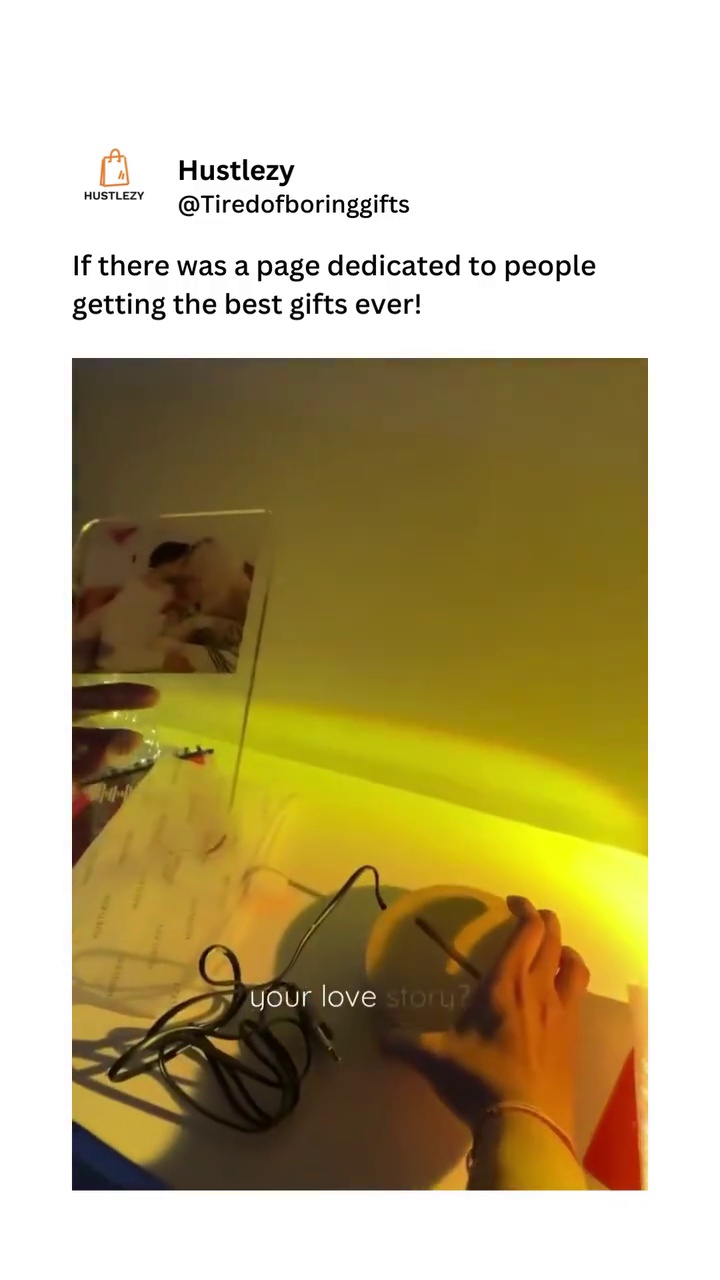 HUSTLEZY
Hustlezy
@Tiredofboringgifts
If there was a page dedicated to people
getting the best gifts ever!
your love story?